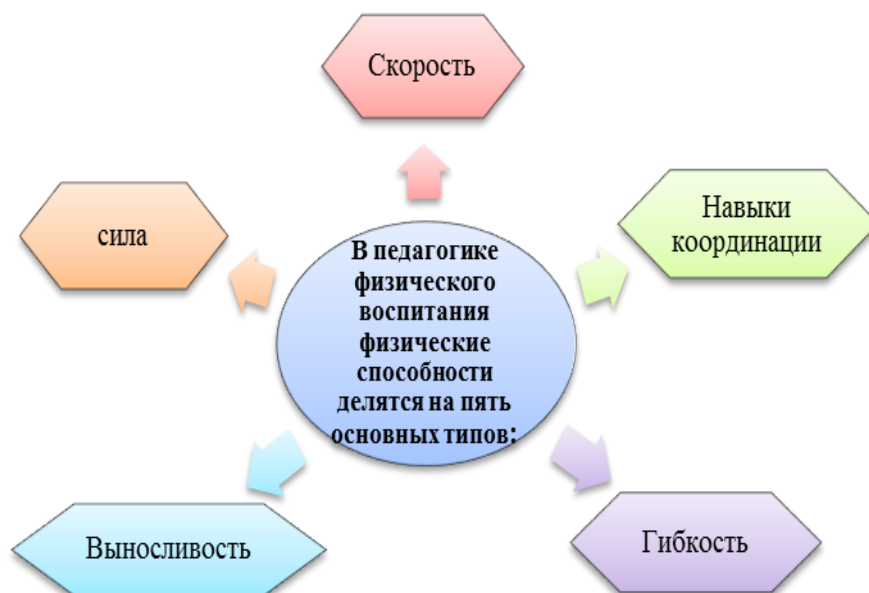 Скорость
сила
Навыки
координации
В педагогике
физического
воспитания
физические
способности
делятся на пять
основных типов:
Выносливость
Гибкость